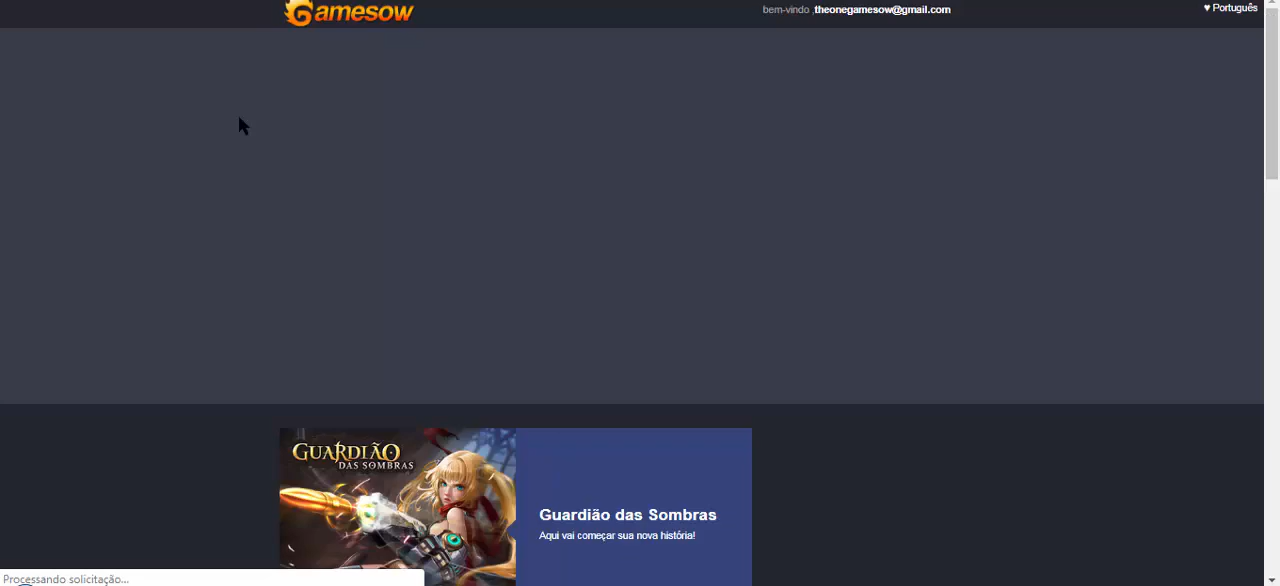 Gamesow
bem-vindo ,theonegamesow@gmail.com
♥ Português
GUARDIÃO
DAS SOMBRAS
Guardião das Sombras
Aqui vai começar sua nova história!
Processando solicitação...